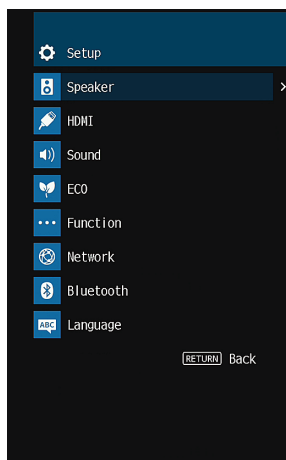 Setup
Speaker
HDMI
Sound
ECO
Function
Network
Bluetooth
ABC Language
RETURN Back